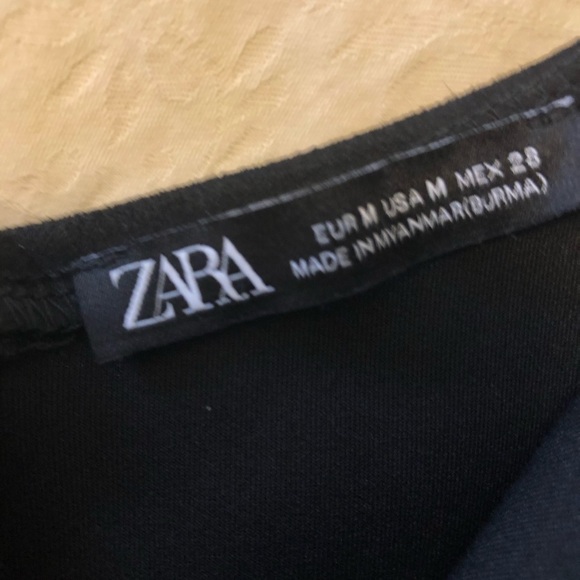 ZARA
EUR M USA M MEX 28
MADE IN MYANMAR(BURMA)